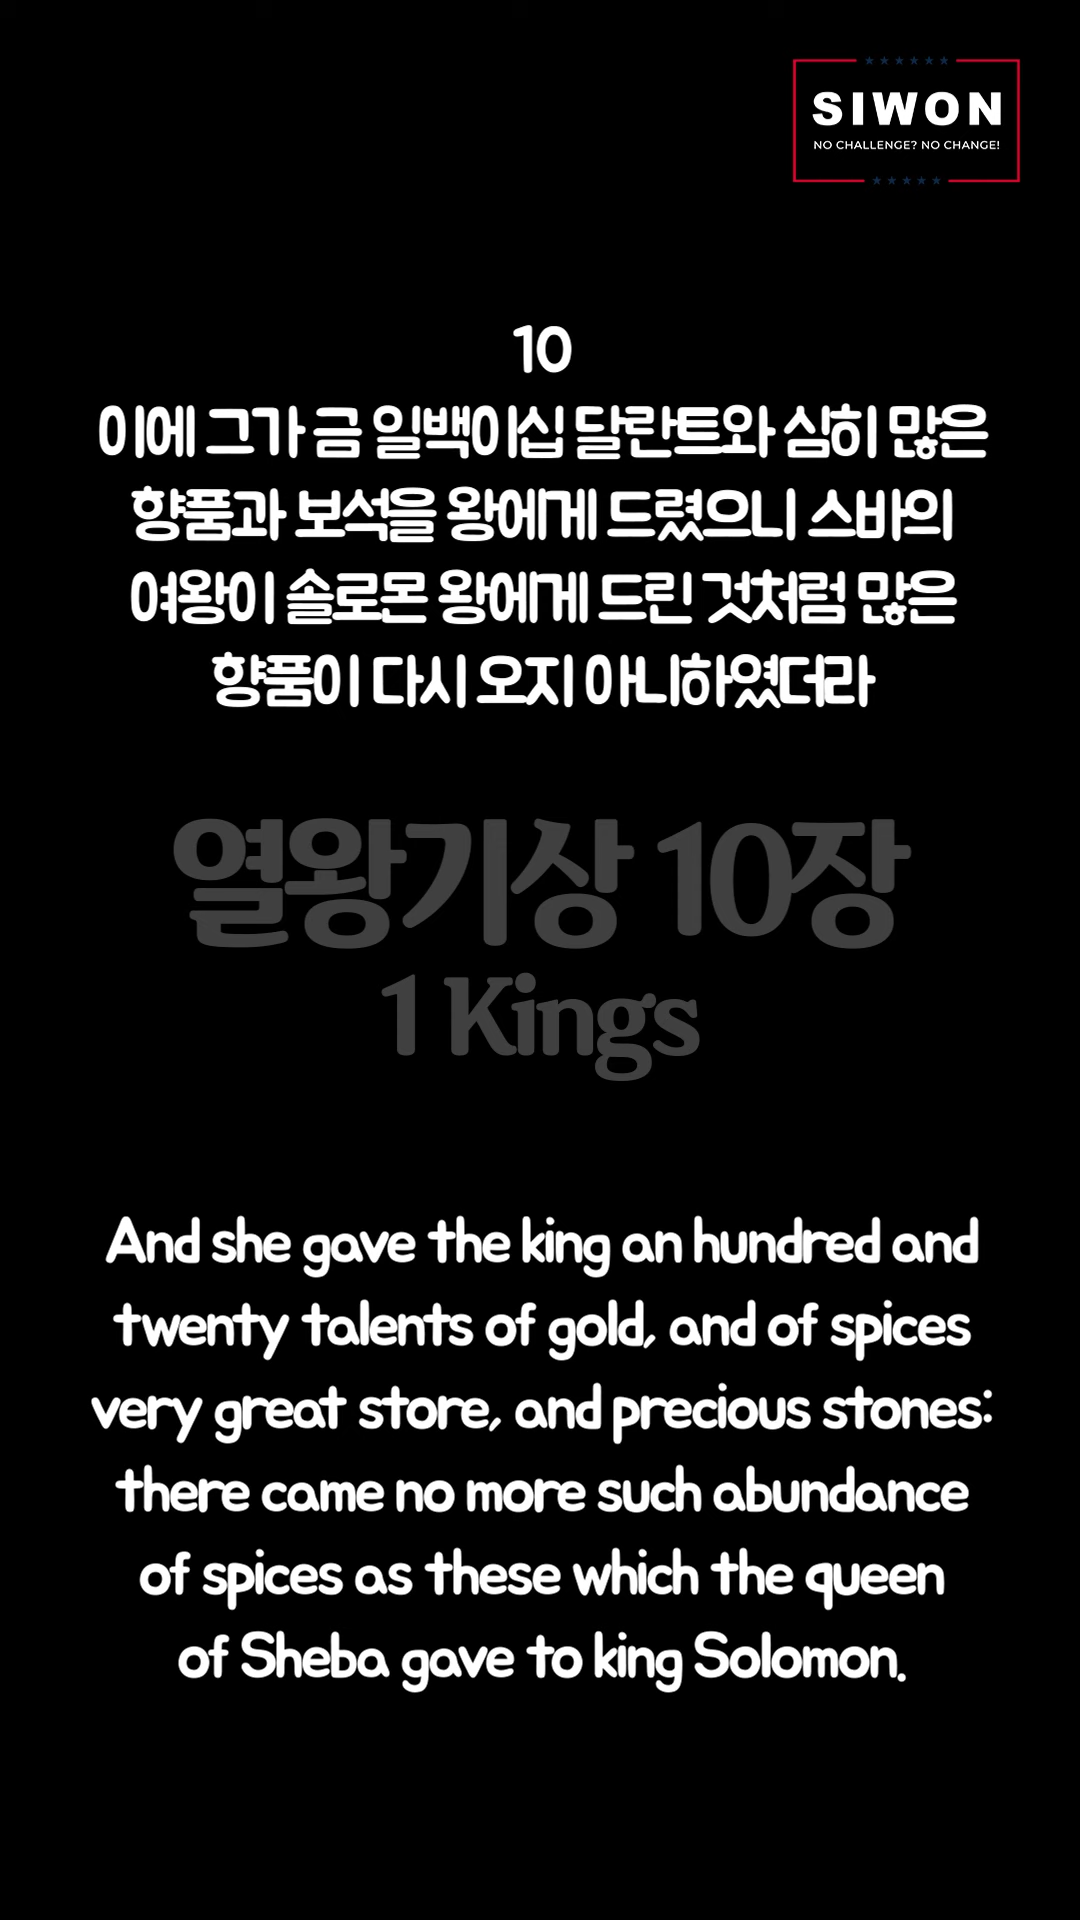 SIWON
NO CHALLENGE? NO CHANGE!
10
이에 그가 금 일백이십 달란트와 심히 많은
향품과 보석을 왕에게 드렸으니 스바의
여왕이 솔로몬 왕에게 드린 것처럼 많은
향품이 다시 오지 아니하였더라
열왕기상 10장
1 Kings
And she gave the king an hundred and
twenty talents of gold, and of spices
very great store, and precious stones:
there came no more such abundance
of spices as these which the queen
of Sheba gave to king Solomon.